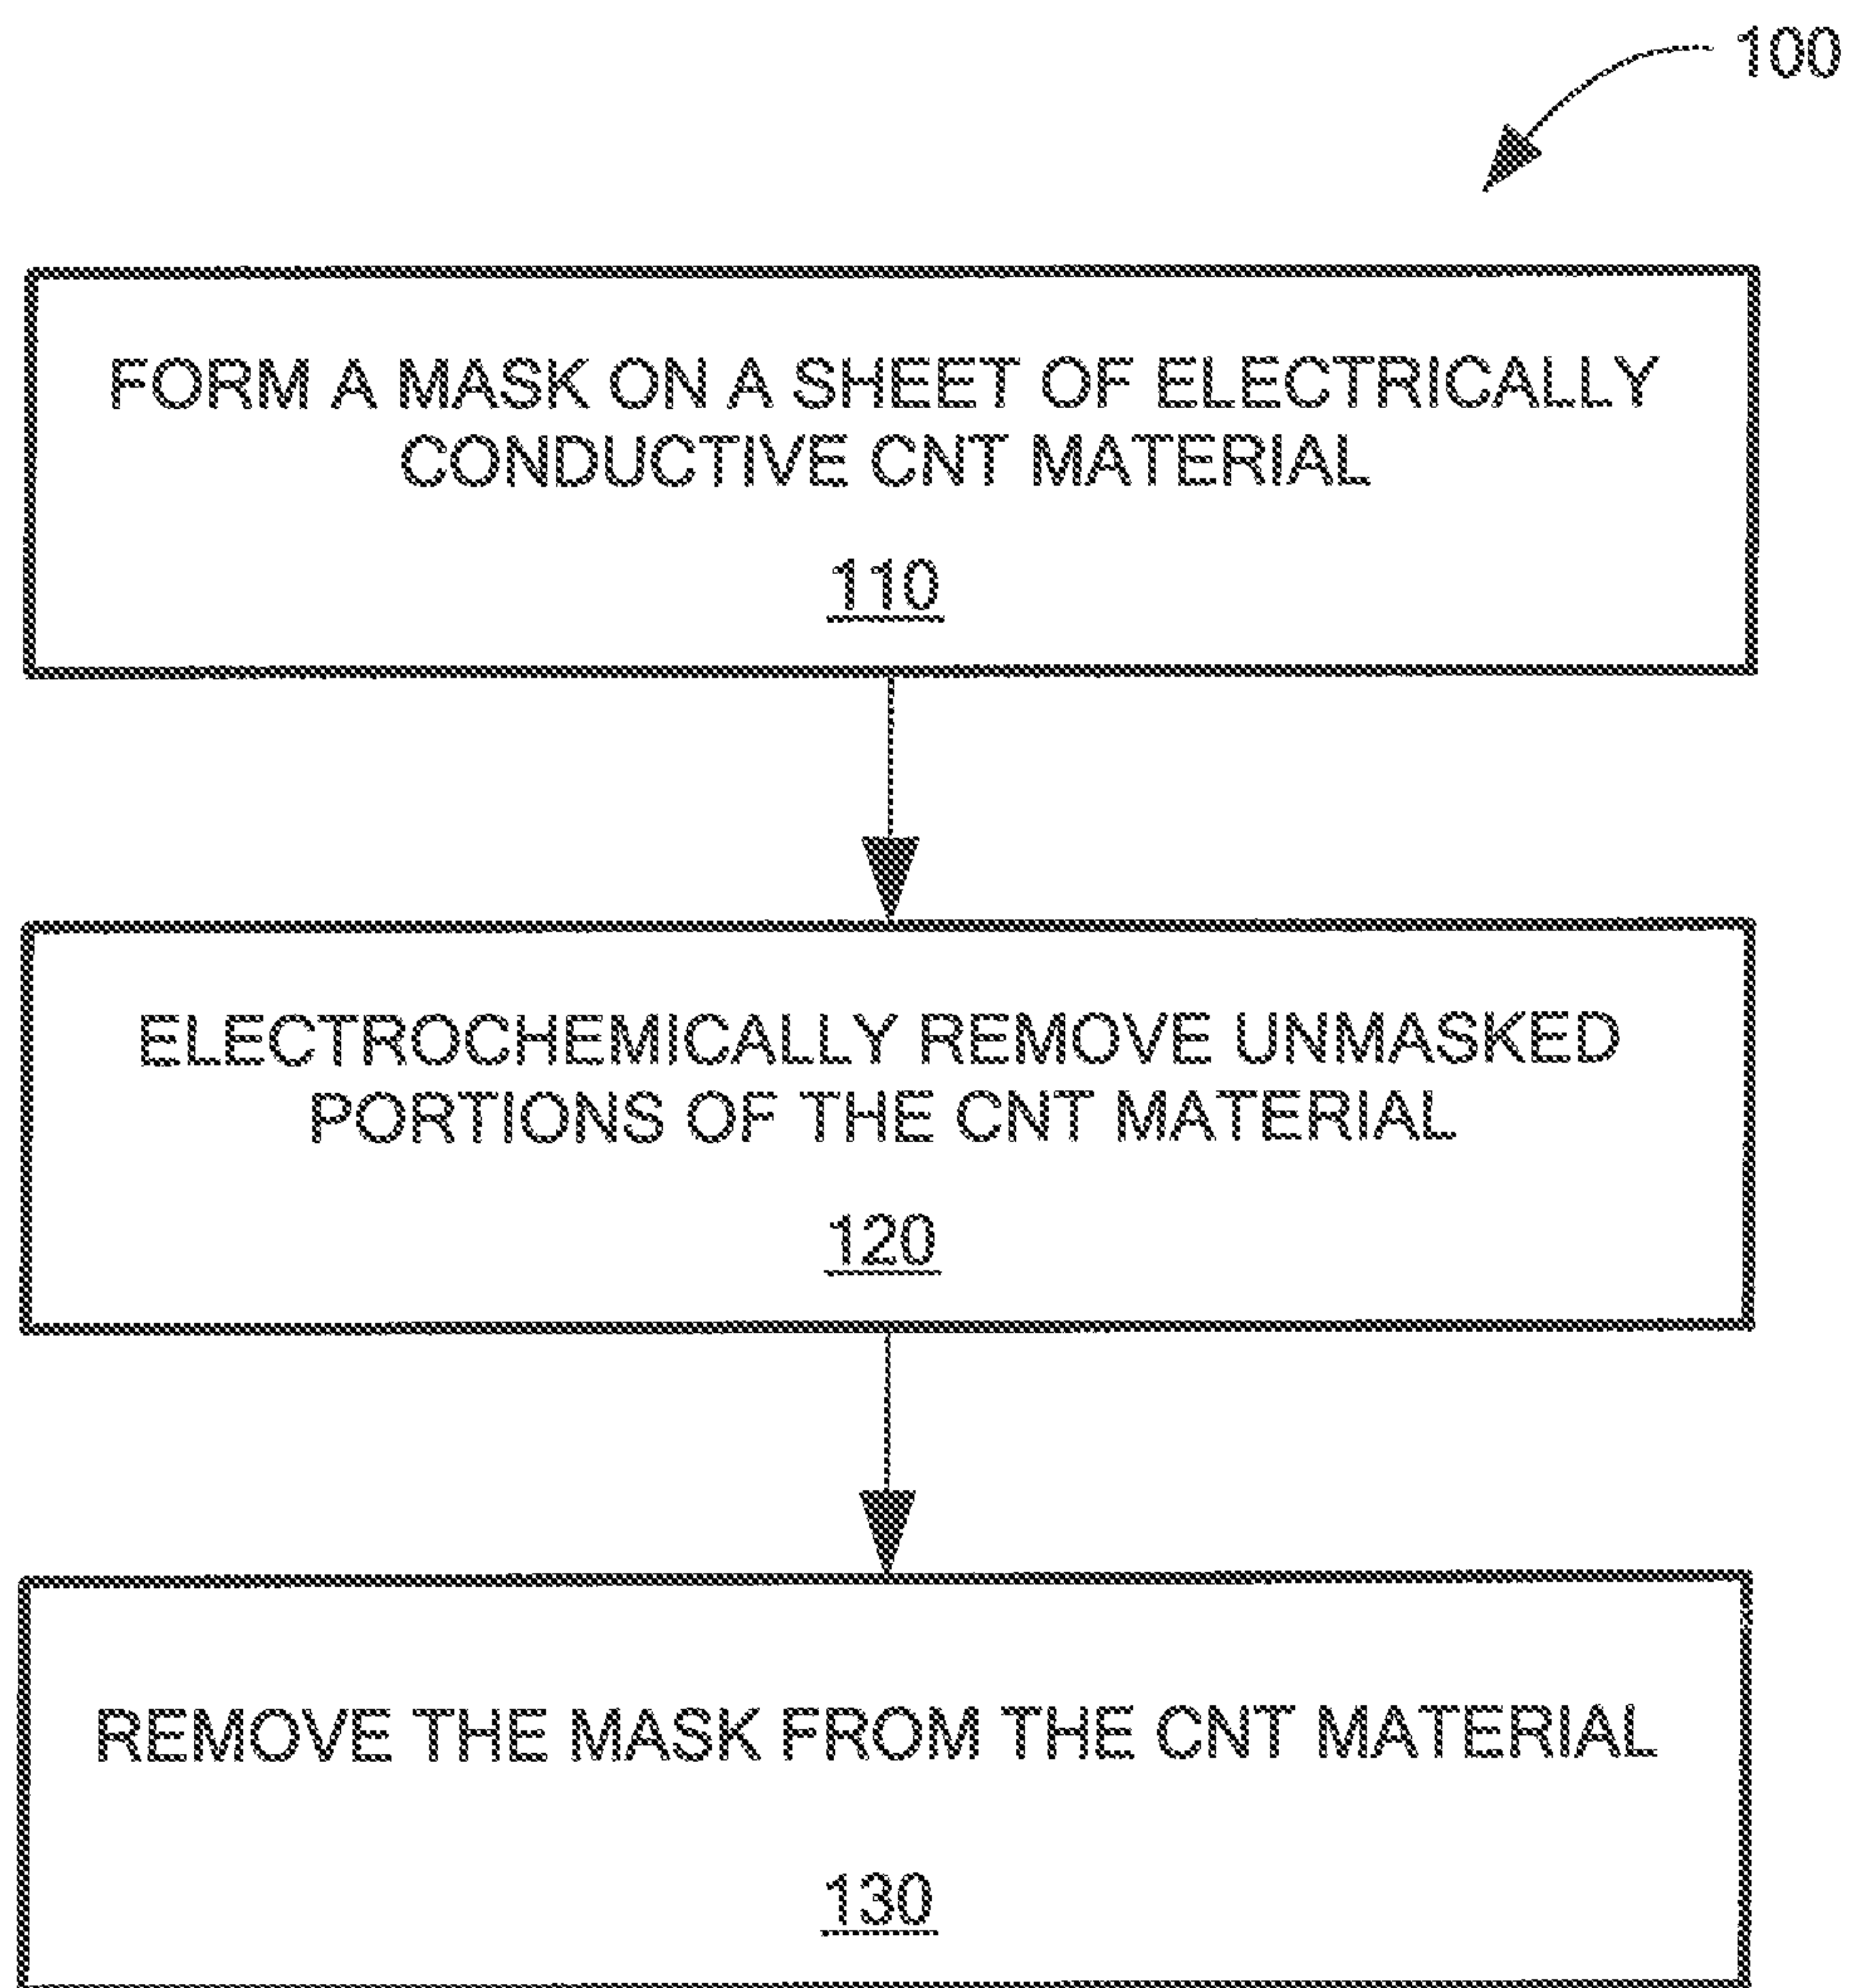 100
FORM A MASK ON A SHEET OF ELECTRICALLY
CONDUCTIVE CNT MATERIAL
110
ELECTROCHEMICALLY REMOVE UNMASKED
PORTIONS OF THE CNT MATERIAL
120
REMOVE THE MASK FROM THE CNT MATERIAL
130